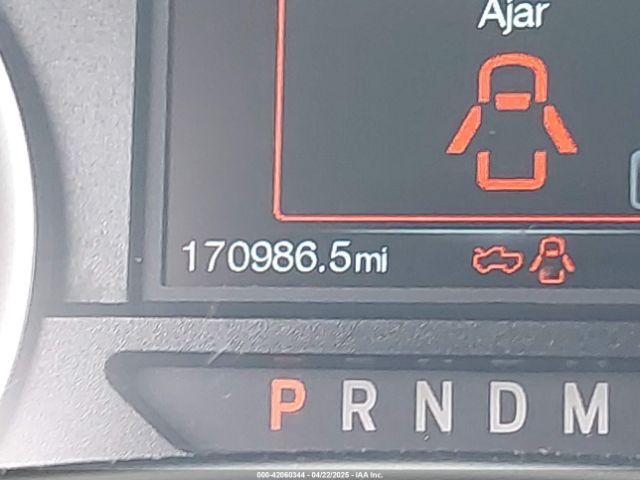 Ajar
170986.5mi
P R N D M
000-42060344 - 04/22/2025 - IAA Inc.